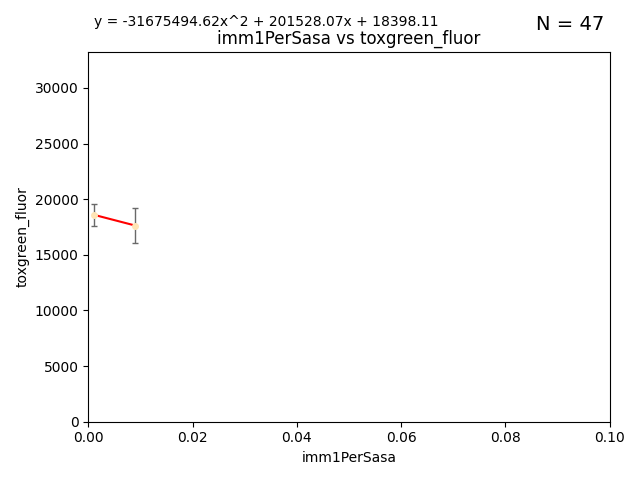 y = -31675494.62x^2 + 201528.07x + 18398.11
N = 47
imm1PerSasa vs toxgreen_fluor
30000
25000
20000
15000
10000
5000
0
toxgreen_fluor
0.00 0.02 0.04 0.06 0.08 0.10
imm1PerSasa